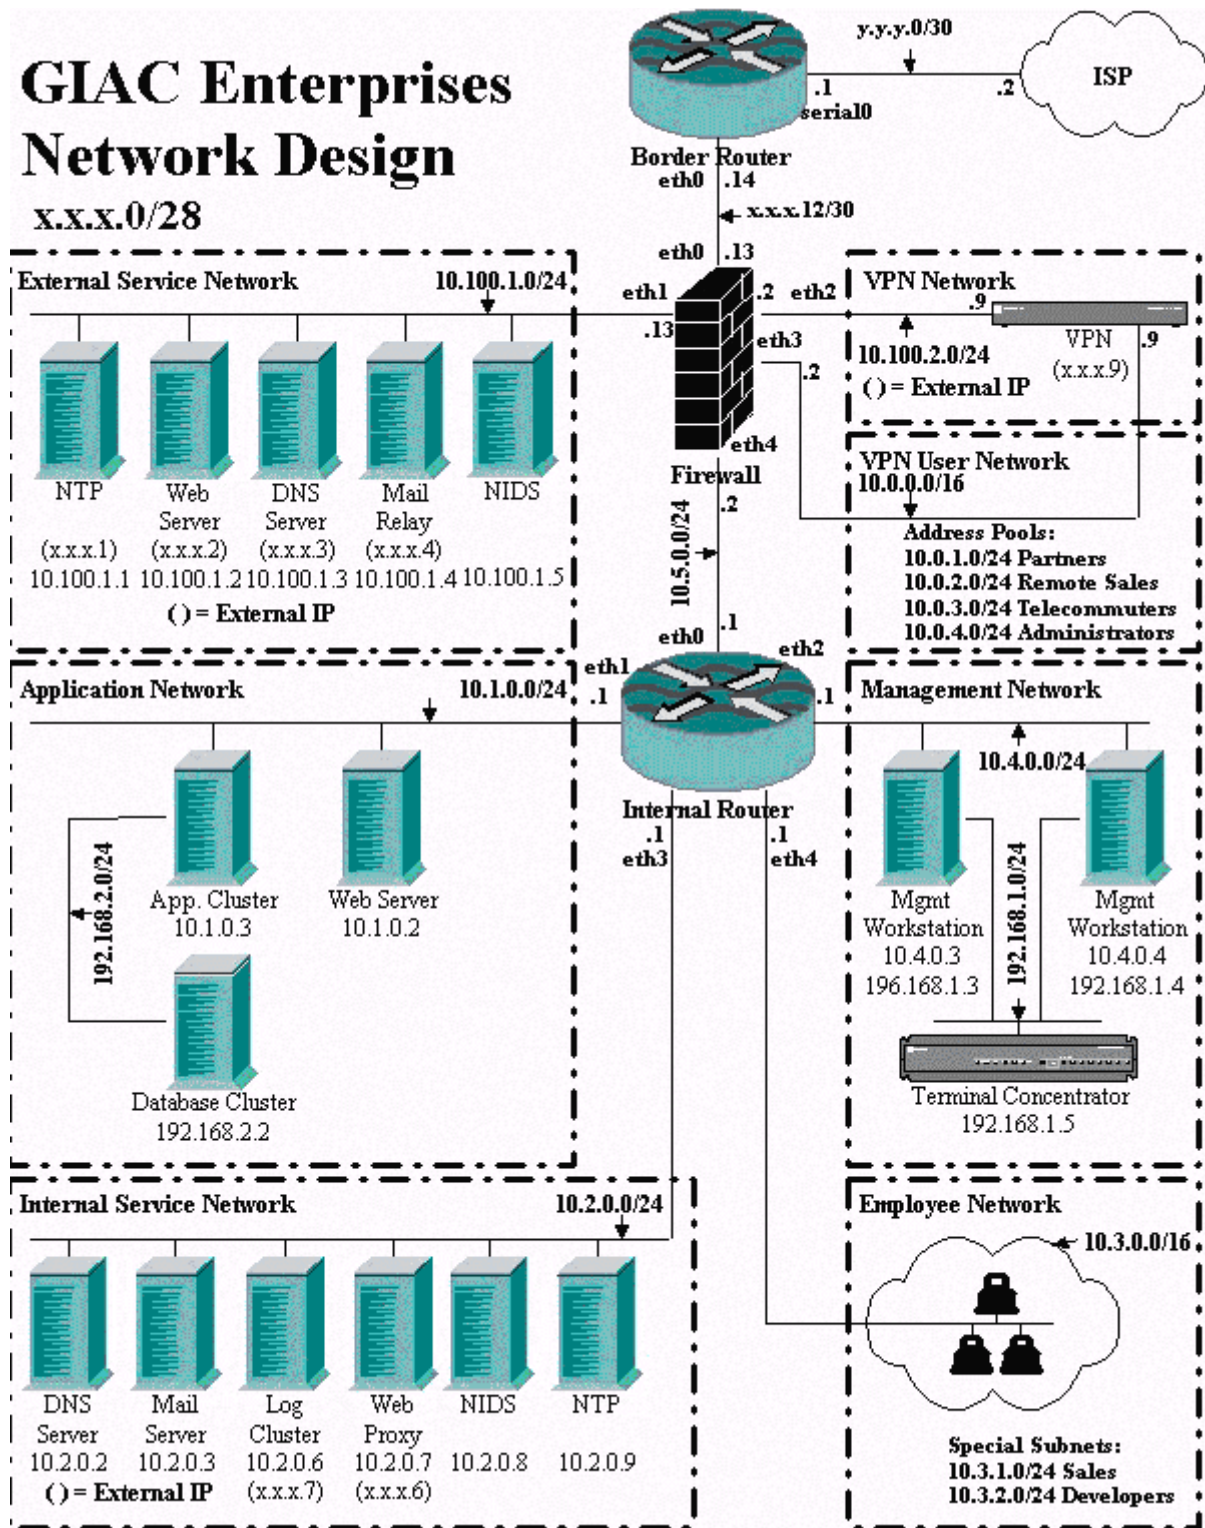 GIAC Enterprises
Network Design
x.x.x.0/28
y.y.y.0/30
ISP
.1
.2
serial0
Border Router
eth0
.14
x.x.x.12/30
eth0
.13
External Service Network
10.100.1.0/24
eth1
.13
.2
eth2
eth3
.2
eth4
Firewall
.2
10.5.0.0/24
.1
NTP
(x.x.x.1)
10.100.1.1
Web
Server
(x.x.x.2)
10.100.1.2
DNS
Server
(x.x.x.3)
10.100.1.3
Mail
Relay
(x.x.x.4)
10.100.1.4
NIDS
10.100.1.5
( ) = External IP
VPN Network
.9
VPN
(x.x.x.9)
.9
10.100.2.0/24
( ) = External IP
VPN User Network
10.0.0.0/16
Address Pools:
10.0.1.0/24 Partners
10.0.2.0/24 Remote Sales
10.0.3.0/24 Telecommuters
10.0.4.0/24 Administrators
eth0
eth1
.1
eth2
.1
Internal Router
.1
eth3
.1
eth4
Application Network
10.1.0.0/24
192.168.2.0/24
App. Cluster
10.1.0.3
Web Server
10.1.0.2
Database Cluster
192.168.2.2
Management Network
10.4.0.0/24
192.168.1.0/24
Mgmt
Workstation
10.4.0.3
196.168.1.3
Mgmt
Workstation
10.4.0.4
192.168.1.4
Terminal Concentrator
192.168.1.5
Internal Service Network
10.2.0.0/24
DNS
Server
10.2.0.2
Mail
Server
10.2.0.3
Log
Cluster
10.2.0.6
(x.x.x.7)
Web
Proxy
10.2.0.7
(x.x.x.6)
NIDS
10.2.0.8
NTP
10.2.0.9
( ) = External IP
Employee Network
10.3.0.0/16
Special Subnets:
10.3.1.0/24 Sales
10.3.2.0/24 Developers